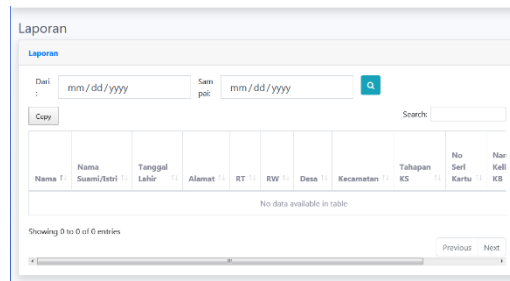 Laporan
Laporan
Dari : mm/dd/yyyy Sam pai: mm/dd/yyyy
Copy Search:
Nama Nama Suami/Istri Tanggal Lahir Alamat RT RW Desa Kecamatan Tahapan KS No Seri Kartu KB
No data available in table
Showing 0 to 0 of 0 entries
Previous Next